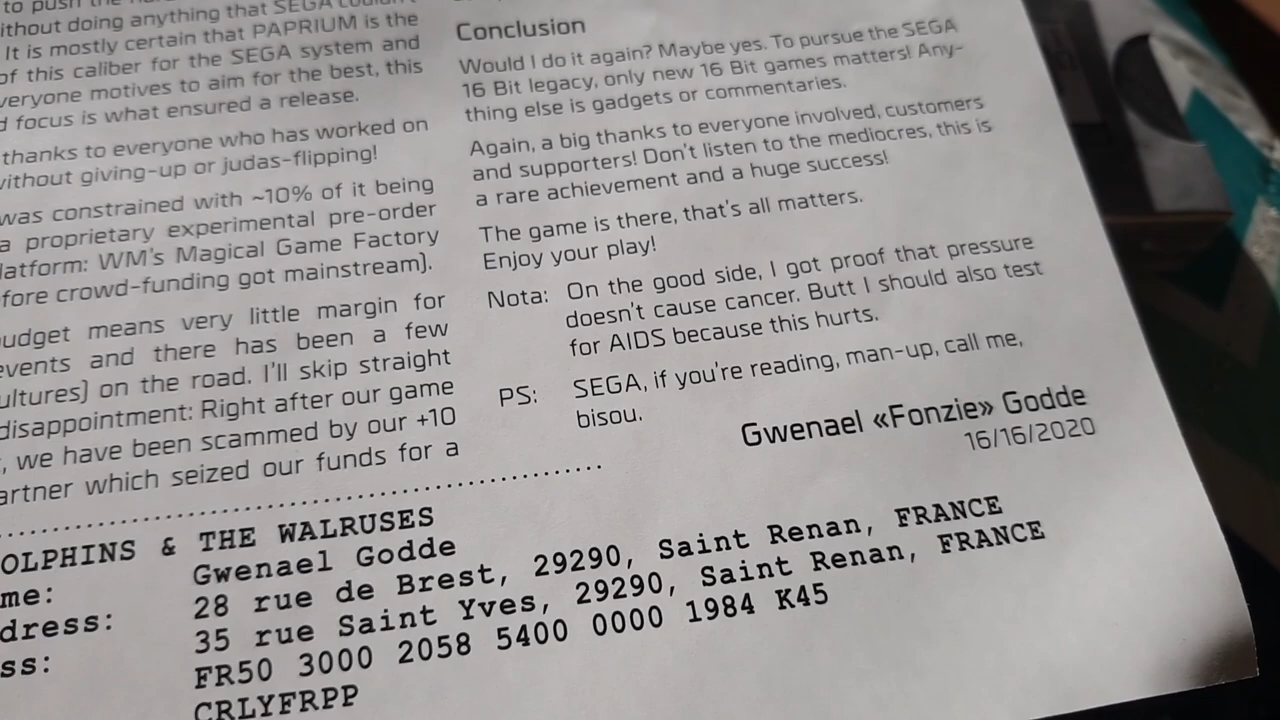 to push the
ithout doing anything that SEGA couldn't
It is mostly certain that PAPRIUM is the
of this caliber for the SEGA system and
veryone motives to aim for the best, this
d focus is what ensured a release.
thanks to everyone who has worked on
vithout giving-up or judas-flipping!
was constrained with ~10% of it being
a proprietary experimental pre-order
latform: WM's Magical Game Factory
fore crowd-funding got mainstream).
udget means very little margin for
events and there has been a few
ultures) on the road. I'll skip straight
disappointment: Right after our game
, we have been scammed by our +10
artner which seized our funds for a
Conclusion
Would I do it again? Maybe yes. To pursue the SEGA
16 Bit legacy, only new 16 Bit games matters! Any-
thing else is gadgets or commentaries.
Again, a big thanks to everyone involved, customers
and supporters! Don't listen to the mediocres, this is
a rare achievement and a huge success!
The game is there, that's all matters.
Enjoy your play!
Nota: On the good side, I got proof that pressure
doesn't cause cancer. Butt I should also test
for AIDS because this hurts.
PS: SEGA, if you're reading, man-up, call me,
bisou.
Gwenael «Fonzie» Godde
16/16/2020
OLPHINS & THE WALRUSES
me: Gwenael Godde
dress: 28 rue de Brest, 29290, Saint Renan, FRANCE
ss: 35 rue Saint Yves, 29290, Saint Renan, FRANCE
FR50 3000 2058 5400 0000 1984 K45
CRLYFRPP